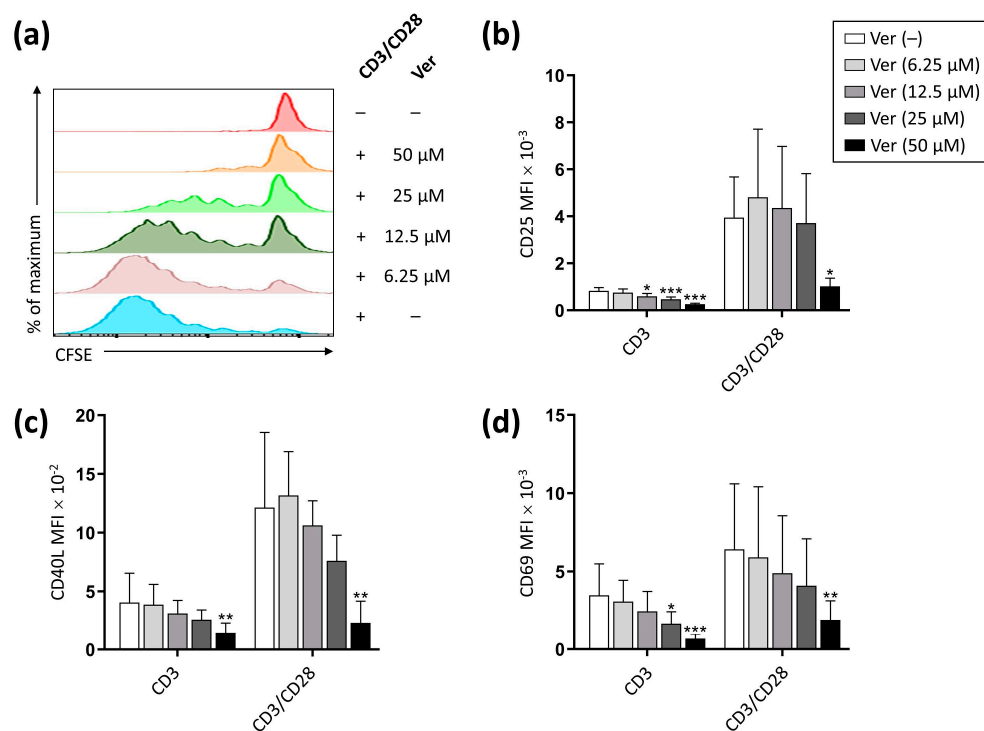 (a)
CD3/CD28
Ver
– –
+ 50 µM
+ 25 µM
+ 12.5 µM
+ 6.25 µM
+ –
% of maximum
CFSE
(b)
Ver (–)
Ver (6.25 µM)
Ver (12.5 µM)
Ver (25 µM)
Ver (50 µM)
CD25 MFI × 10⁻³
10
8
6
4
2
0
* *** ***
*
CD3
CD3/CD28
(c)
CD40L MFI × 10⁻²
20
15
10
5
0
**
**
CD3
CD3/CD28
(d)
CD69 MFI × 10⁻³
15
10
5
0
* ***
**
CD3
CD3/CD28